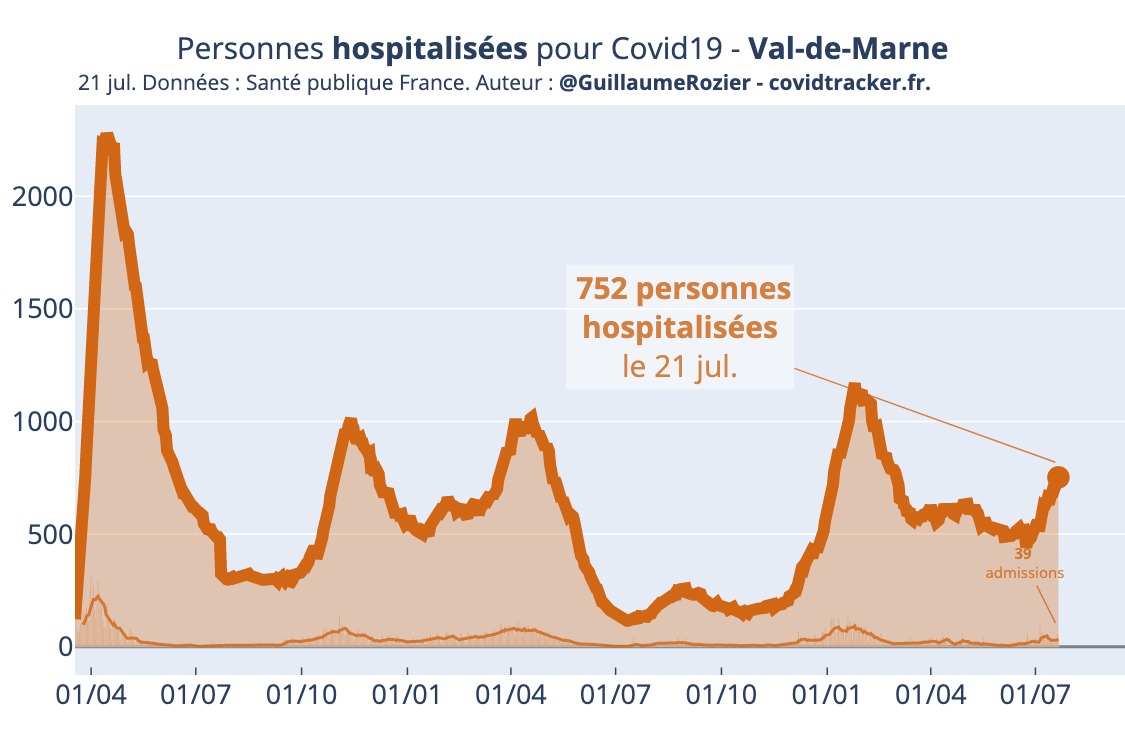 Personnes hospitalisées pour Covid19 - Val-de-Marne
21 jul. Données : Santé publique France. Auteur : @GuillaumeRozier - covidtracker.fr.
2000
1500
1000
500
0
752 personnes
hospitalisées
le 21 jul.
39
admissions
01/04 01/07 01/10 01/01 01/04 01/07 01/10 01/01 01/04 01/07